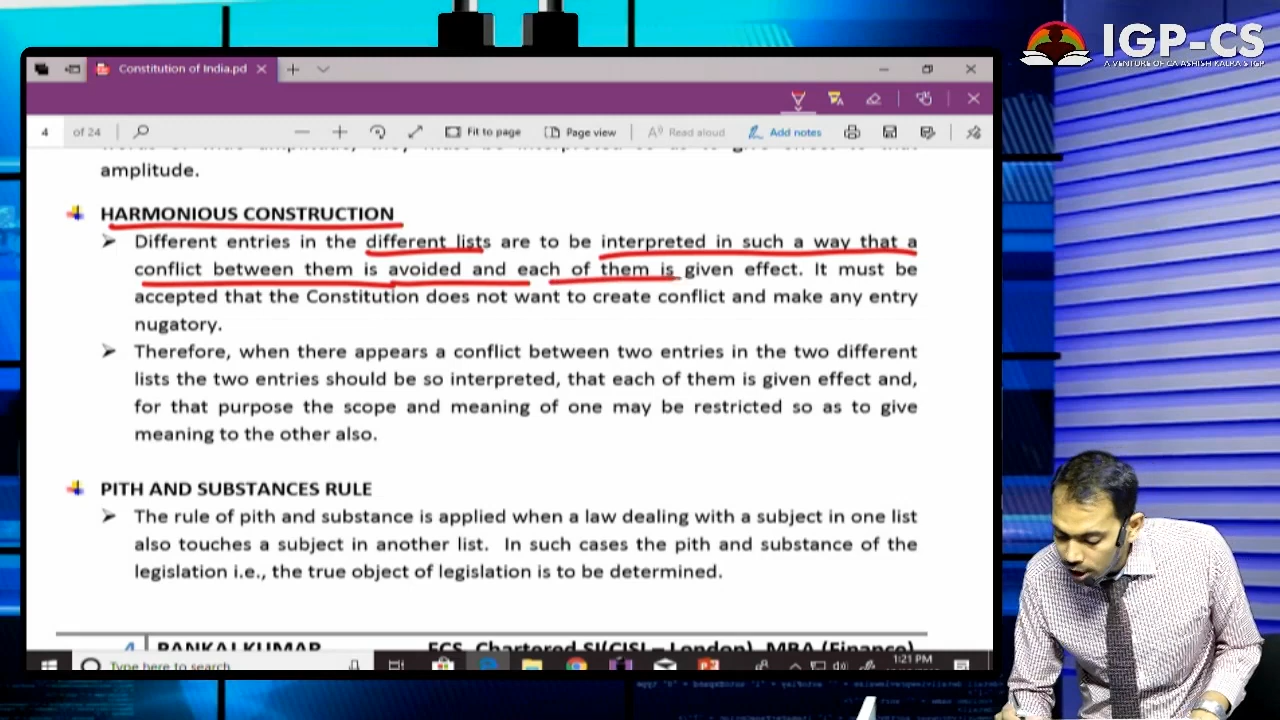 IGP-CS
A VENTURE OF CA ASHISH KALRA'S IGP
Constitution of India.pd
4 of 24
Fit to page
Page view
Read aloud
Add notes
amplitude.
HARMONIOUS CONSTRUCTION
Different entries in the different lists are to be interpreted in such a way that a
conflict between them is avoided and each of them is given effect. It must be
accepted that the Constitution does not want to create conflict and make any entry
nugatory.
Therefore, when there appears a conflict between two entries in the two different
lists the two entries should be so interpreted, that each of them is given effect and,
for that purpose the scope and meaning of one may be restricted so as to give
meaning to the other also.
PITH AND SUBSTANCES RULE
The rule of pith and substance is applied when a law dealing with a subject in one list
also touches a subject in another list. In such cases the pith and substance of the
legislation i.e., the true object of legislation is to be determined.
4 PANKAJ KUMAR FCS, Chartered SI(CISI – London), MBA (Finance)
Type here to search
1:21 PM